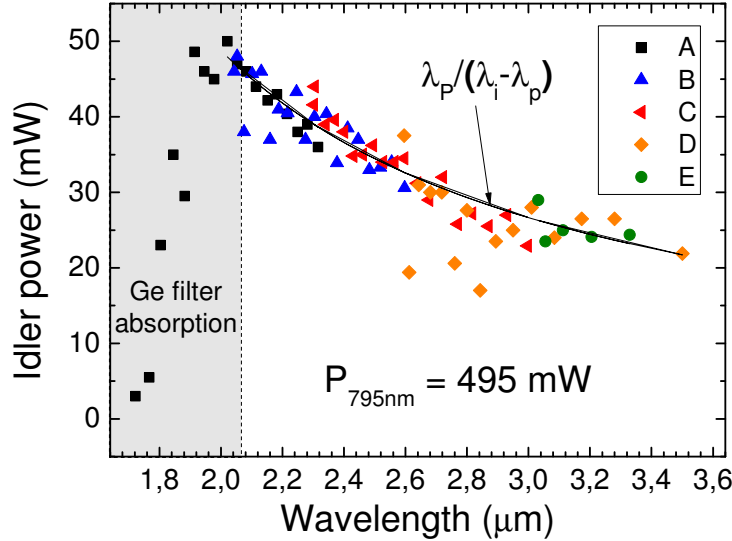 50
40
30
20
10
0
Idler power (mW)
λP/(λi-λp)
A
B
C
D
E
Ge filter
absorption
P795nm = 495 mW
1,8 2,0 2,2 2,4 2,6 2,8 3,0 3,2 3,4 3,6
Wavelength (μm)